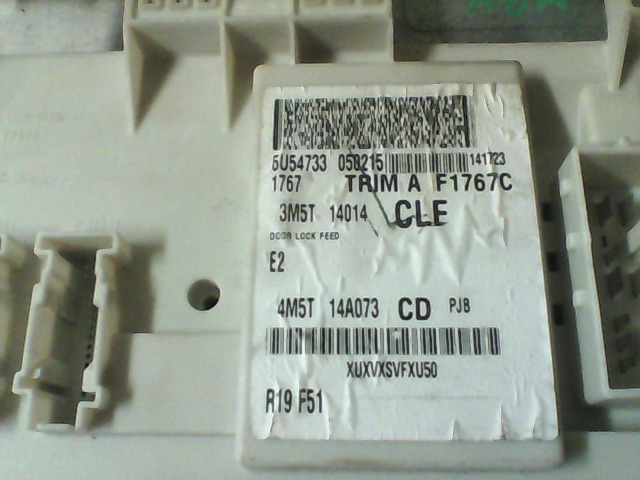 5U54733 050215 141723
1767 TRIM A F1767C
3M5T 14014 CLE
DOOR LOCK FEED
E2
4M5T 14A073 CD PJB
XUXVXSVFXU50
R19 F51